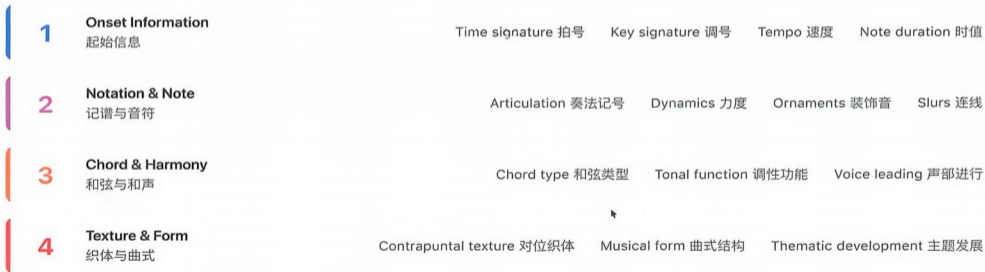 1
Onset Information
起始信息
Time signature 拍号 Key signature 调号 Tempo 速度 Note duration 时值
2
Notation & Note
记谱与音符
Articulation 奏法记号 Dynamics 力度 Ornaments 装饰音 Slurs 连线
3
Chord & Harmony
和弦与和声
Chord type 和弦类型 Tonal function 调性功能 Voice leading 声部进行
4
Texture & Form
织体与曲式
Contrapuntal texture 对位织体 Musical form 曲式结构 Thematic development 主题发展